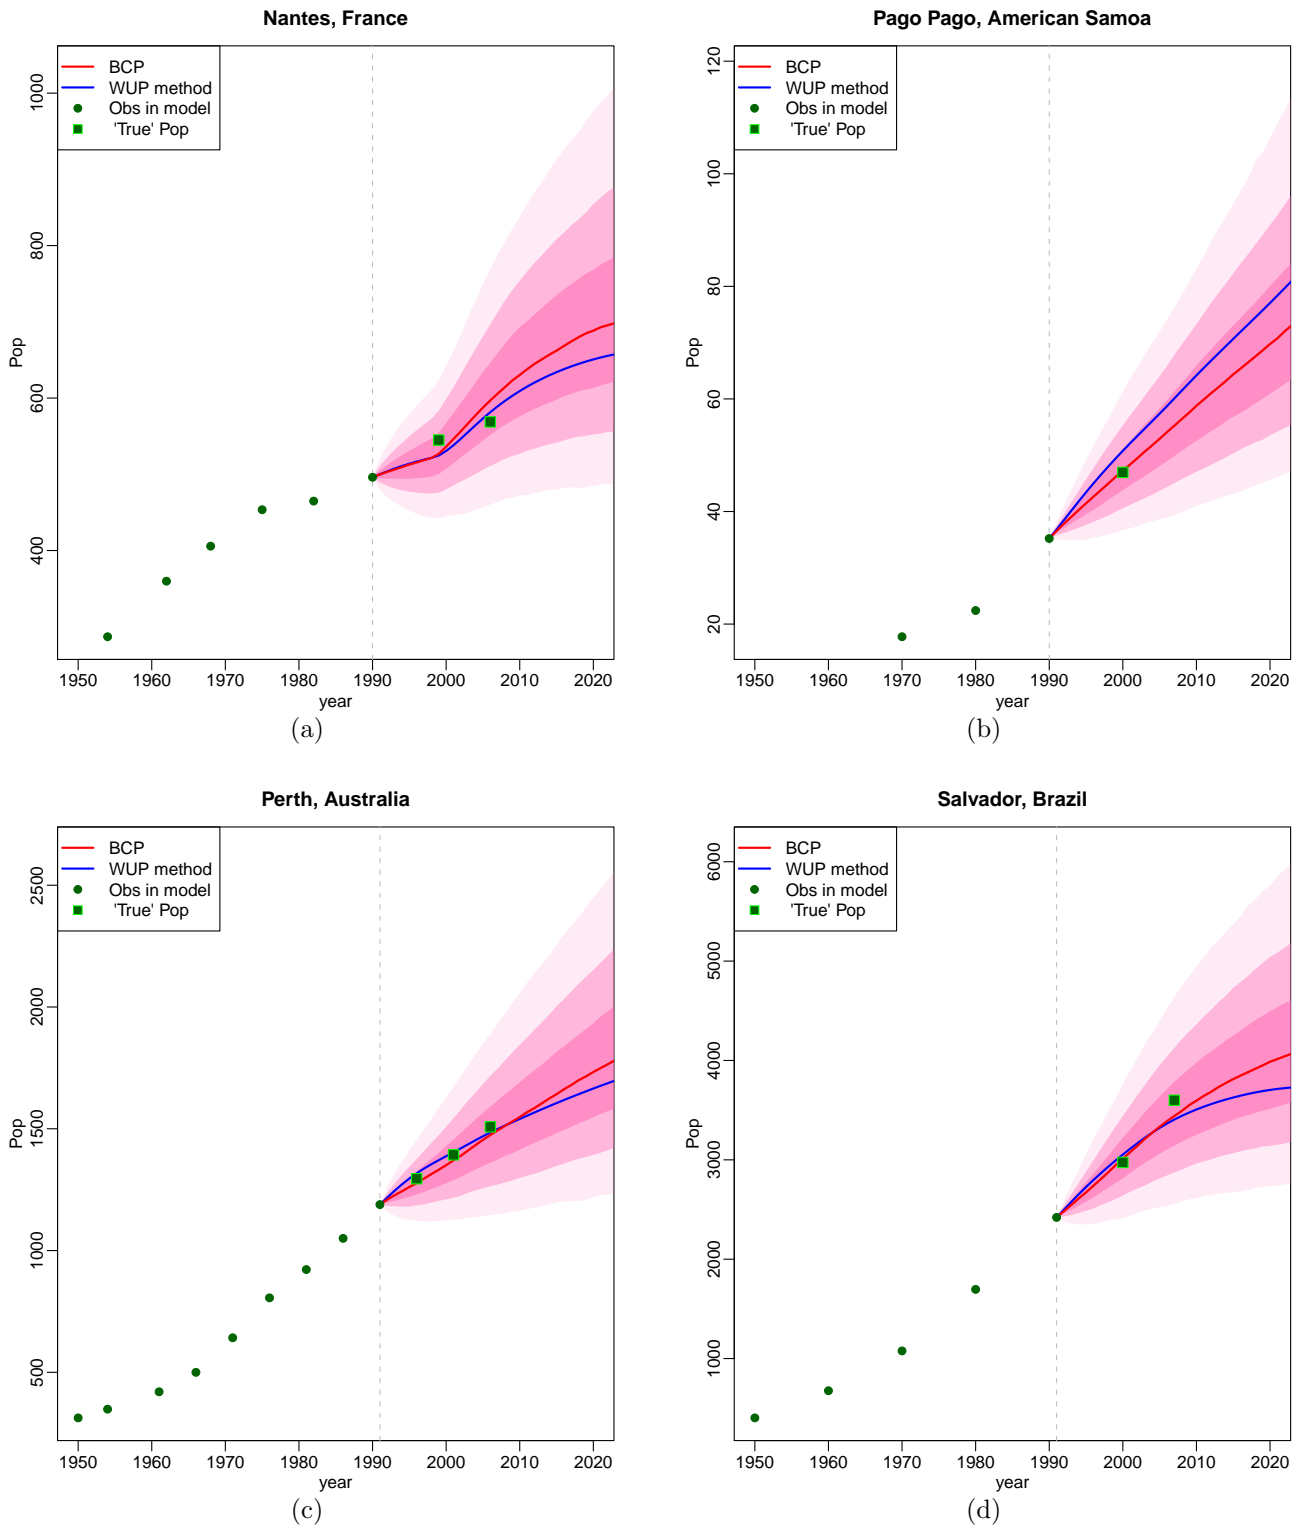 Nantes, France
BCP
WUP method
Obs in model
'True' Pop
Pop
400
600
800
1000
1950 1960 1970 1980 1990 2000 2010 2020
year
(a)
Pago Pago, American Samoa
BCP
WUP method
Obs in model
'True' Pop
Pop
20
40
60
80
100
120
1950 1960 1970 1980 1990 2000 2010 2020
year
(b)
Perth, Australia
BCP
WUP method
Obs in model
'True' Pop
Pop
500
1000
1500
2000
2500
1950 1960 1970 1980 1990 2000 2010 2020
year
(c)
Salvador, Brazil
BCP
WUP method
Obs in model
'True' Pop
Pop
1000
2000
3000
4000
5000
6000
1950 1960 1970 1980 1990 2000 2010 2020
year
(d)